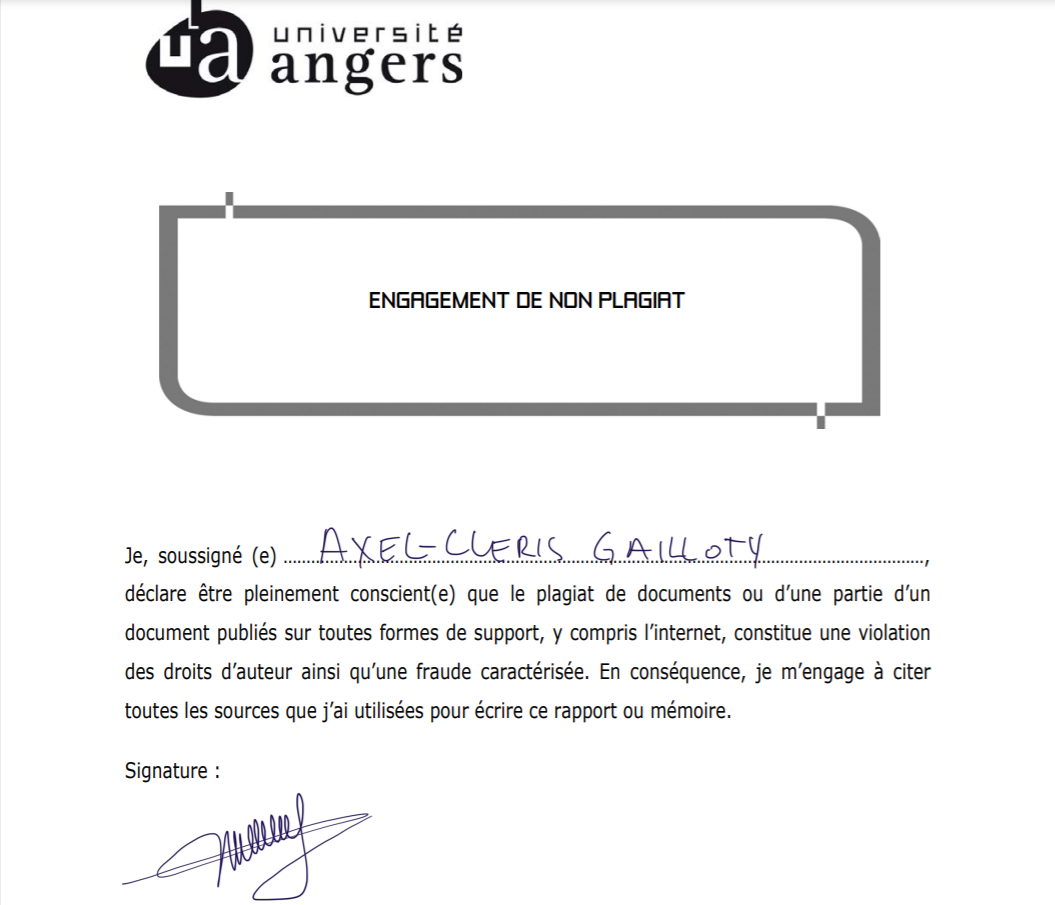 ua université
angers
ENGAGEMENT DE NON PLAGIAT
Je, soussigné (e) ......AXEL-CLERIS GAILLOTY......,
déclare être pleinement conscient(e) que le plagiat de documents ou d'une partie d'un
document publiés sur toutes formes de support, y compris l'internet, constitue une violation
des droits d'auteur ainsi qu'une fraude caractérisée. En conséquence, je m'engage à citer
toutes les sources que j'ai utilisées pour écrire ce rapport ou mémoire.
Signature :